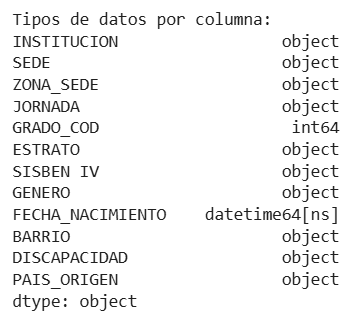 Tipos de datos por columna:
INSTITUCION object
SEDE object
ZONA_SEDE object
JORNADA object
GRADO_COD int64
ESTRATO object
SISBEN IV object
GENERO object
FECHA_NACIMIENTO datetime64[ns]
BARRIO object
DISCAPACIDAD object
PAIS_ORIGEN object
dtype: object